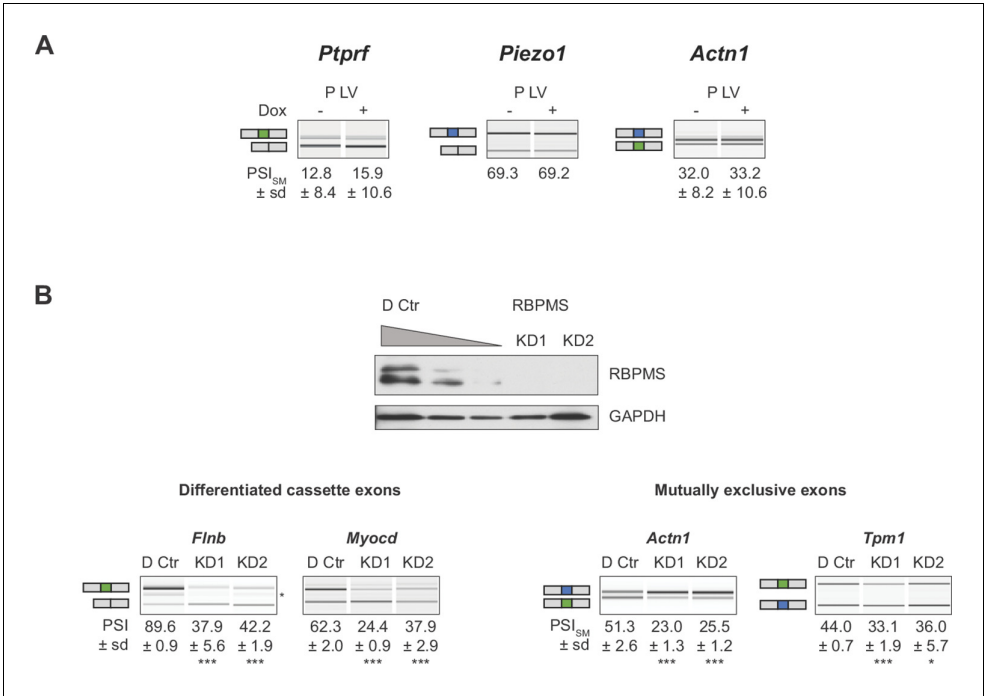 A
Ptprf Piezo1 Actn1
P LV P LV P LV
Dox - + - + - +
PSISM 12.8 15.9 69.3 69.2 32.0 33.2
± sd ± 8.4 ± 10.6 ± 8.2 ± 10.6
B
D Ctr RBPMS
KD1 KD2
RBPMS
GAPDH
Differentiated cassette exons Mutually exclusive exons
Flnb Myocd Actn1 Tpm1
D Ctr KD1 KD2 D Ctr KD1 KD2 D Ctr KD1 KD2 D Ctr KD1 KD2
*
PSI 89.6 37.9 42.2 62.3 24.4 37.9 PSISM 51.3 23.0 25.5 44.0 33.1 36.0
± sd ± 0.9 ± 5.6 ± 1.9 ± 2.0 ± 0.9 ± 2.9 ± sd ± 2.6 ± 1.3 ± 1.2 ± 0.7 ± 1.9 ± 5.7
*** *** *** *** *** *** *** *